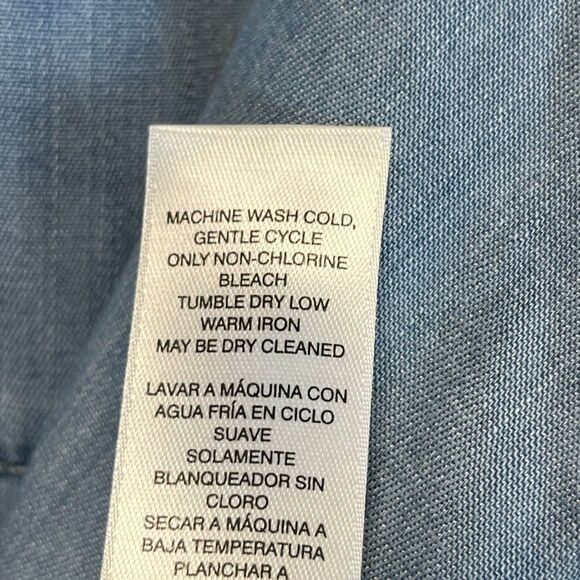 MACHINE WASH COLD,
GENTLE CYCLE
ONLY NON-CHLORINE
BLEACH
TUMBLE DRY LOW
WARM IRON
MAY BE DRY CLEANED
LAVAR A MÁQUINA CON
AGUA FRÍA EN CICLO
SUAVE
SOLAMENTE
BLANQUEADOR SIN
CLORO
SECAR A MÁQUINA A
BAJA TEMPERATURA
PLANCHAR A